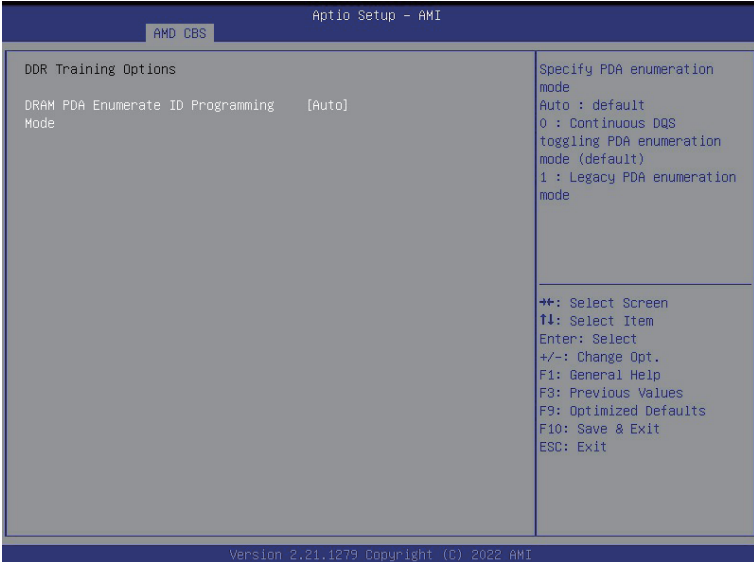 Aptio Setup – AMI
AMD CBS
DDR Training Options
DRAM PDA Enumerate ID Programming [Auto]
Mode
Specify PDA enumeration
mode
Auto : default
0 : Continuous DQS
toggling PDA enumeration
mode (default)
1 : Legacy PDA enumeration
mode
→←: Select Screen
↑↓: Select Item
Enter: Select
+/-: Change Opt.
F1: General Help
F3: Previous Values
F9: Optimized Defaults
F10: Save & Exit
ESC: Exit
Version 2.21.1279 Copyright (C) 2022 AMI